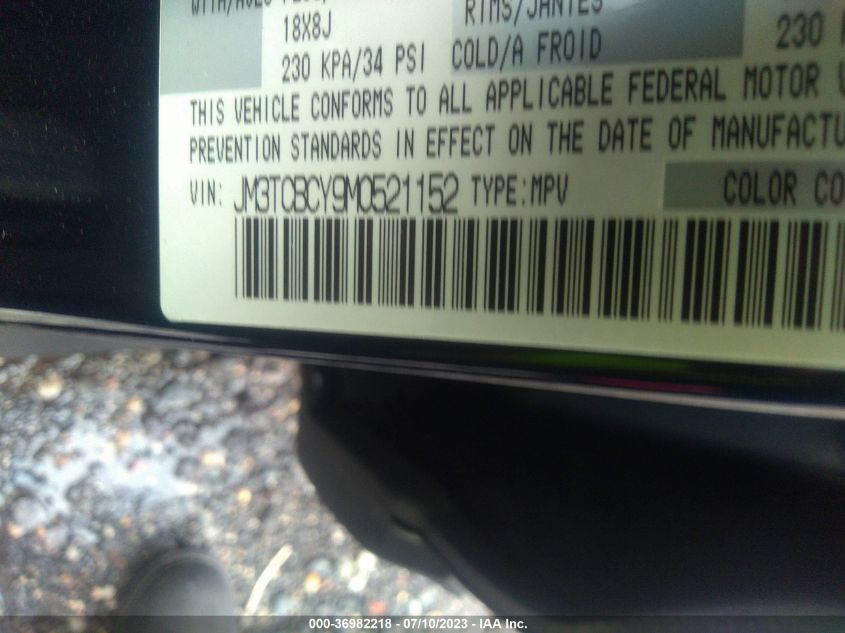 RIMS/JANTES
18X8J
230 KPA/34 PSI COLD/A FROID 230
THIS VEHICLE CONFORMS TO ALL APPLICABLE FEDERAL MOTOR
PREVENTION STANDARDS IN EFFECT ON THE DATE OF MANUFACTU
VIN: JM3TCBCY9M0521152 TYPE:MPV COLOR CO
000-36982218 - 07/10/2023 - IAA Inc.